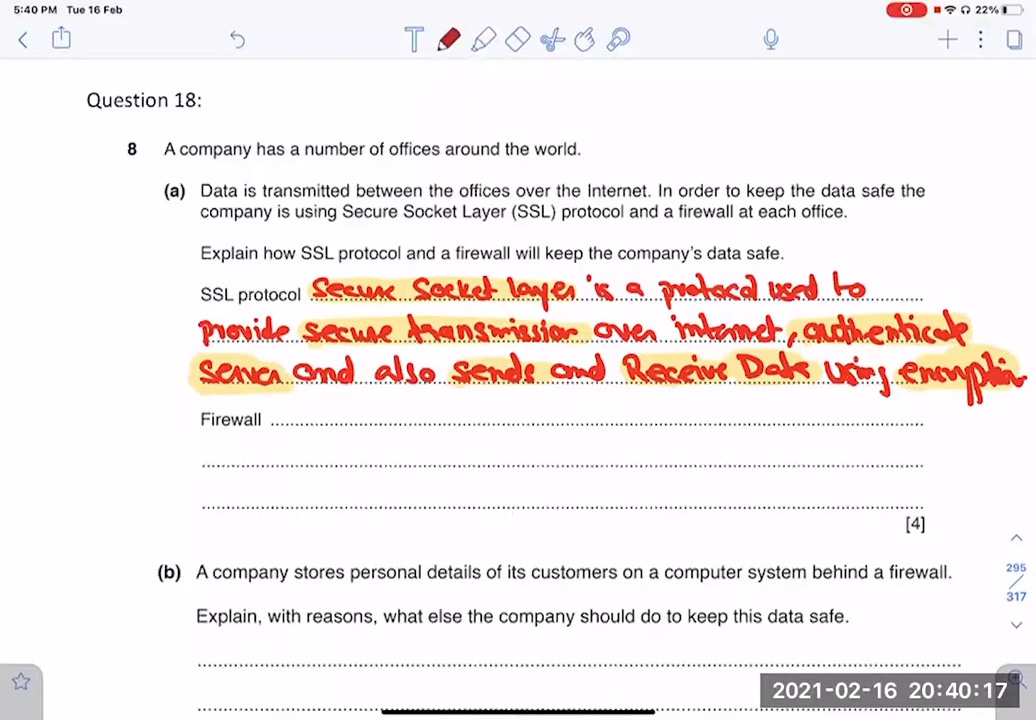 5:40 PM Tue 16 Feb
22%
T
Question 18:
8 A company has a number of offices around the world.
(a) Data is transmitted between the offices over the Internet. In order to keep the data safe the
company is using Secure Socket Layer (SSL) protocol and a firewall at each office.
Explain how SSL protocol and a firewall will keep the company's data safe.
SSL protocol Secure Socket layer is a protocol used to
provide secure transmission over internet, authenticate
server and also sends and Receive Data using encryption.
Firewall
[4]
(b) A company stores personal details of its customers on a computer system behind a firewall.
Explain, with reasons, what else the company should do to keep this data safe.
295
317
2021-02-16 20:40:17